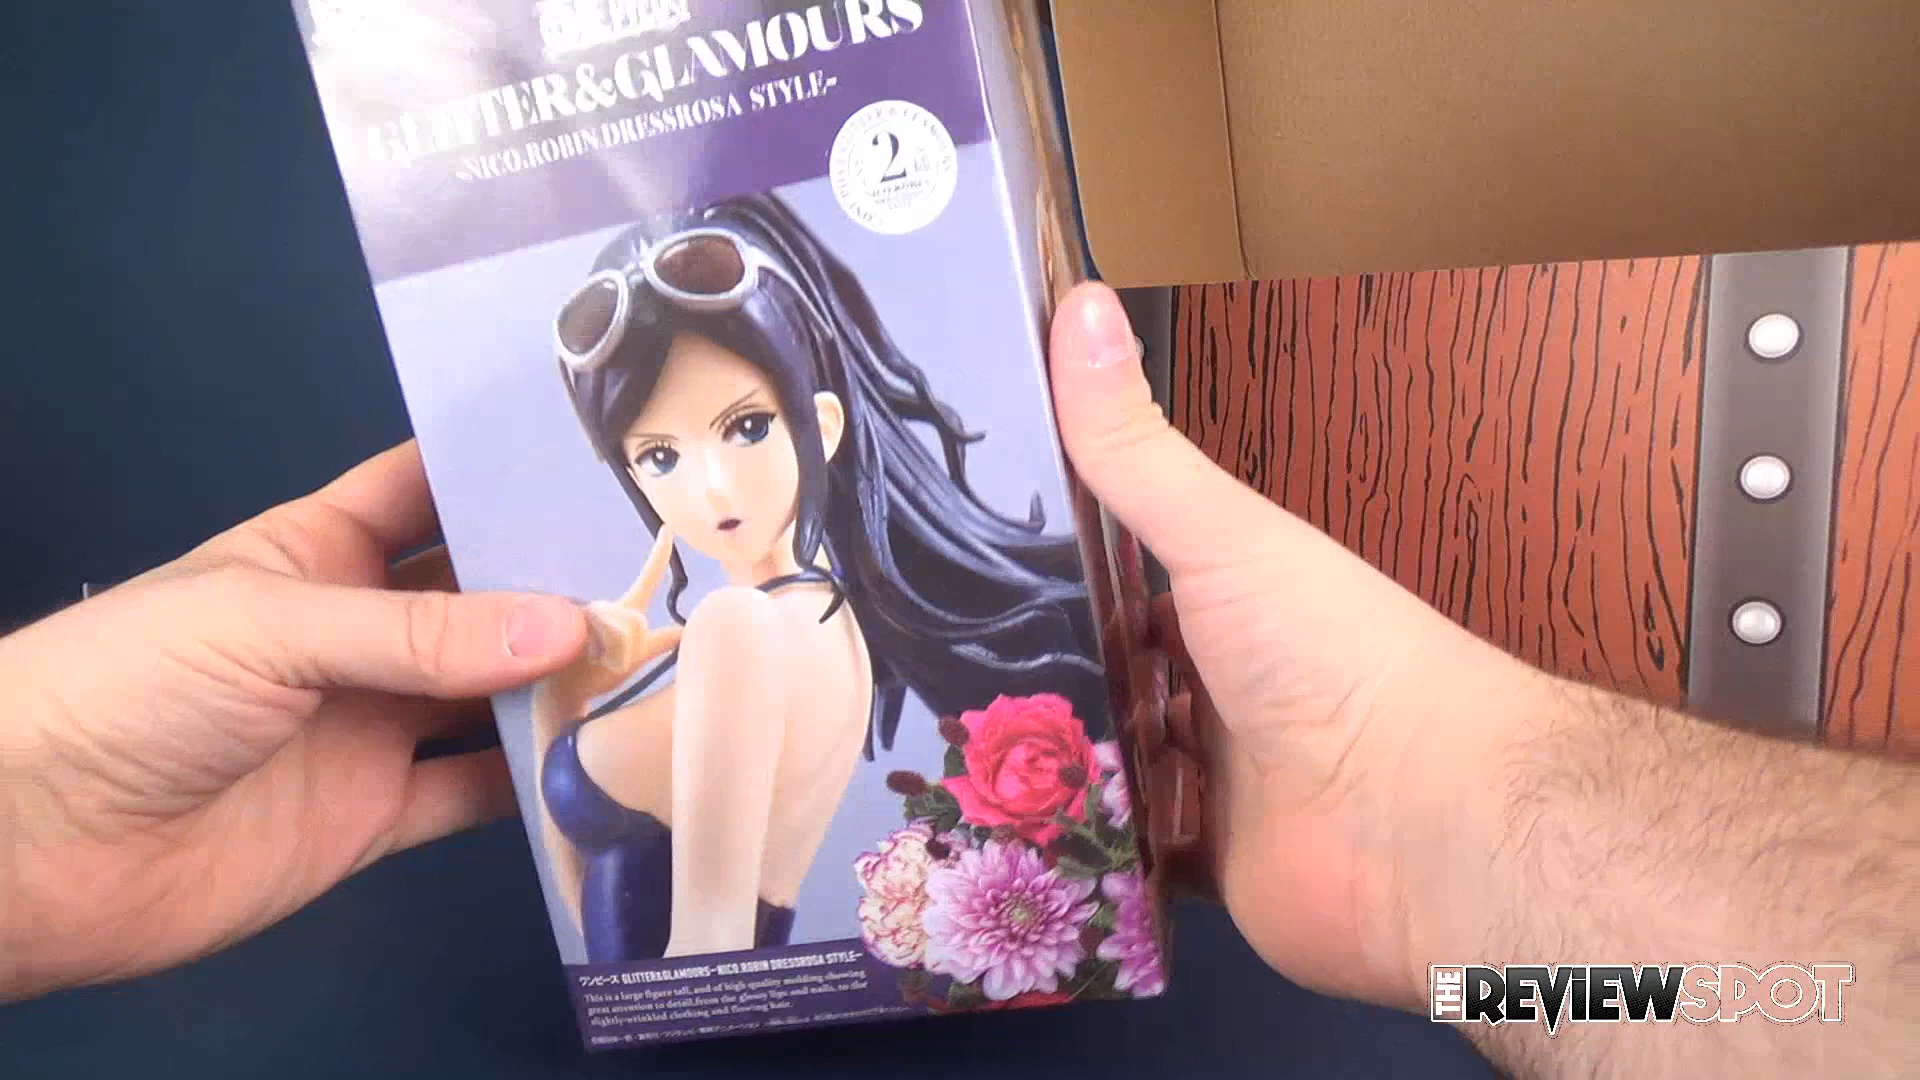 GLITTER&GLAMOURS
-NICO.ROBIN DRESSROSA STYLE-
2
ワンピース GLITTER&GLAMOURS-NICO.ROBIN DRESSROSA STYLE-
This is a large figure tall, and of high quality molding showing
great attention to detail, from the glossy lips and nails, to the
slightly-wrinkled clothing and flowing hair.
THE REVIEWSPOT